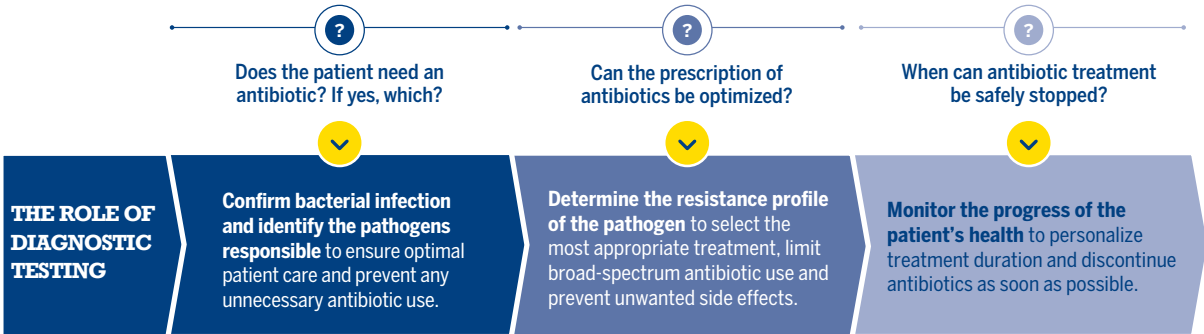 ?
Does the patient need an
antibiotic? If yes, which?
?
Can the prescription of
antibiotics be optimized?
?
When can antibiotic treatment
be safely stopped?
THE ROLE OF
DIAGNOSTIC
TESTING
Confirm bacterial infection
and identify the pathogens
responsible to ensure optimal
patient care and prevent any
unnecessary antibiotic use.
Determine the resistance profile
of the pathogen to select the
most appropriate treatment, limit
broad-spectrum antibiotic use and
prevent unwanted side effects.
Monitor the progress of the
patient's health to personalize
treatment duration and discontinue
antibiotics as soon as possible.